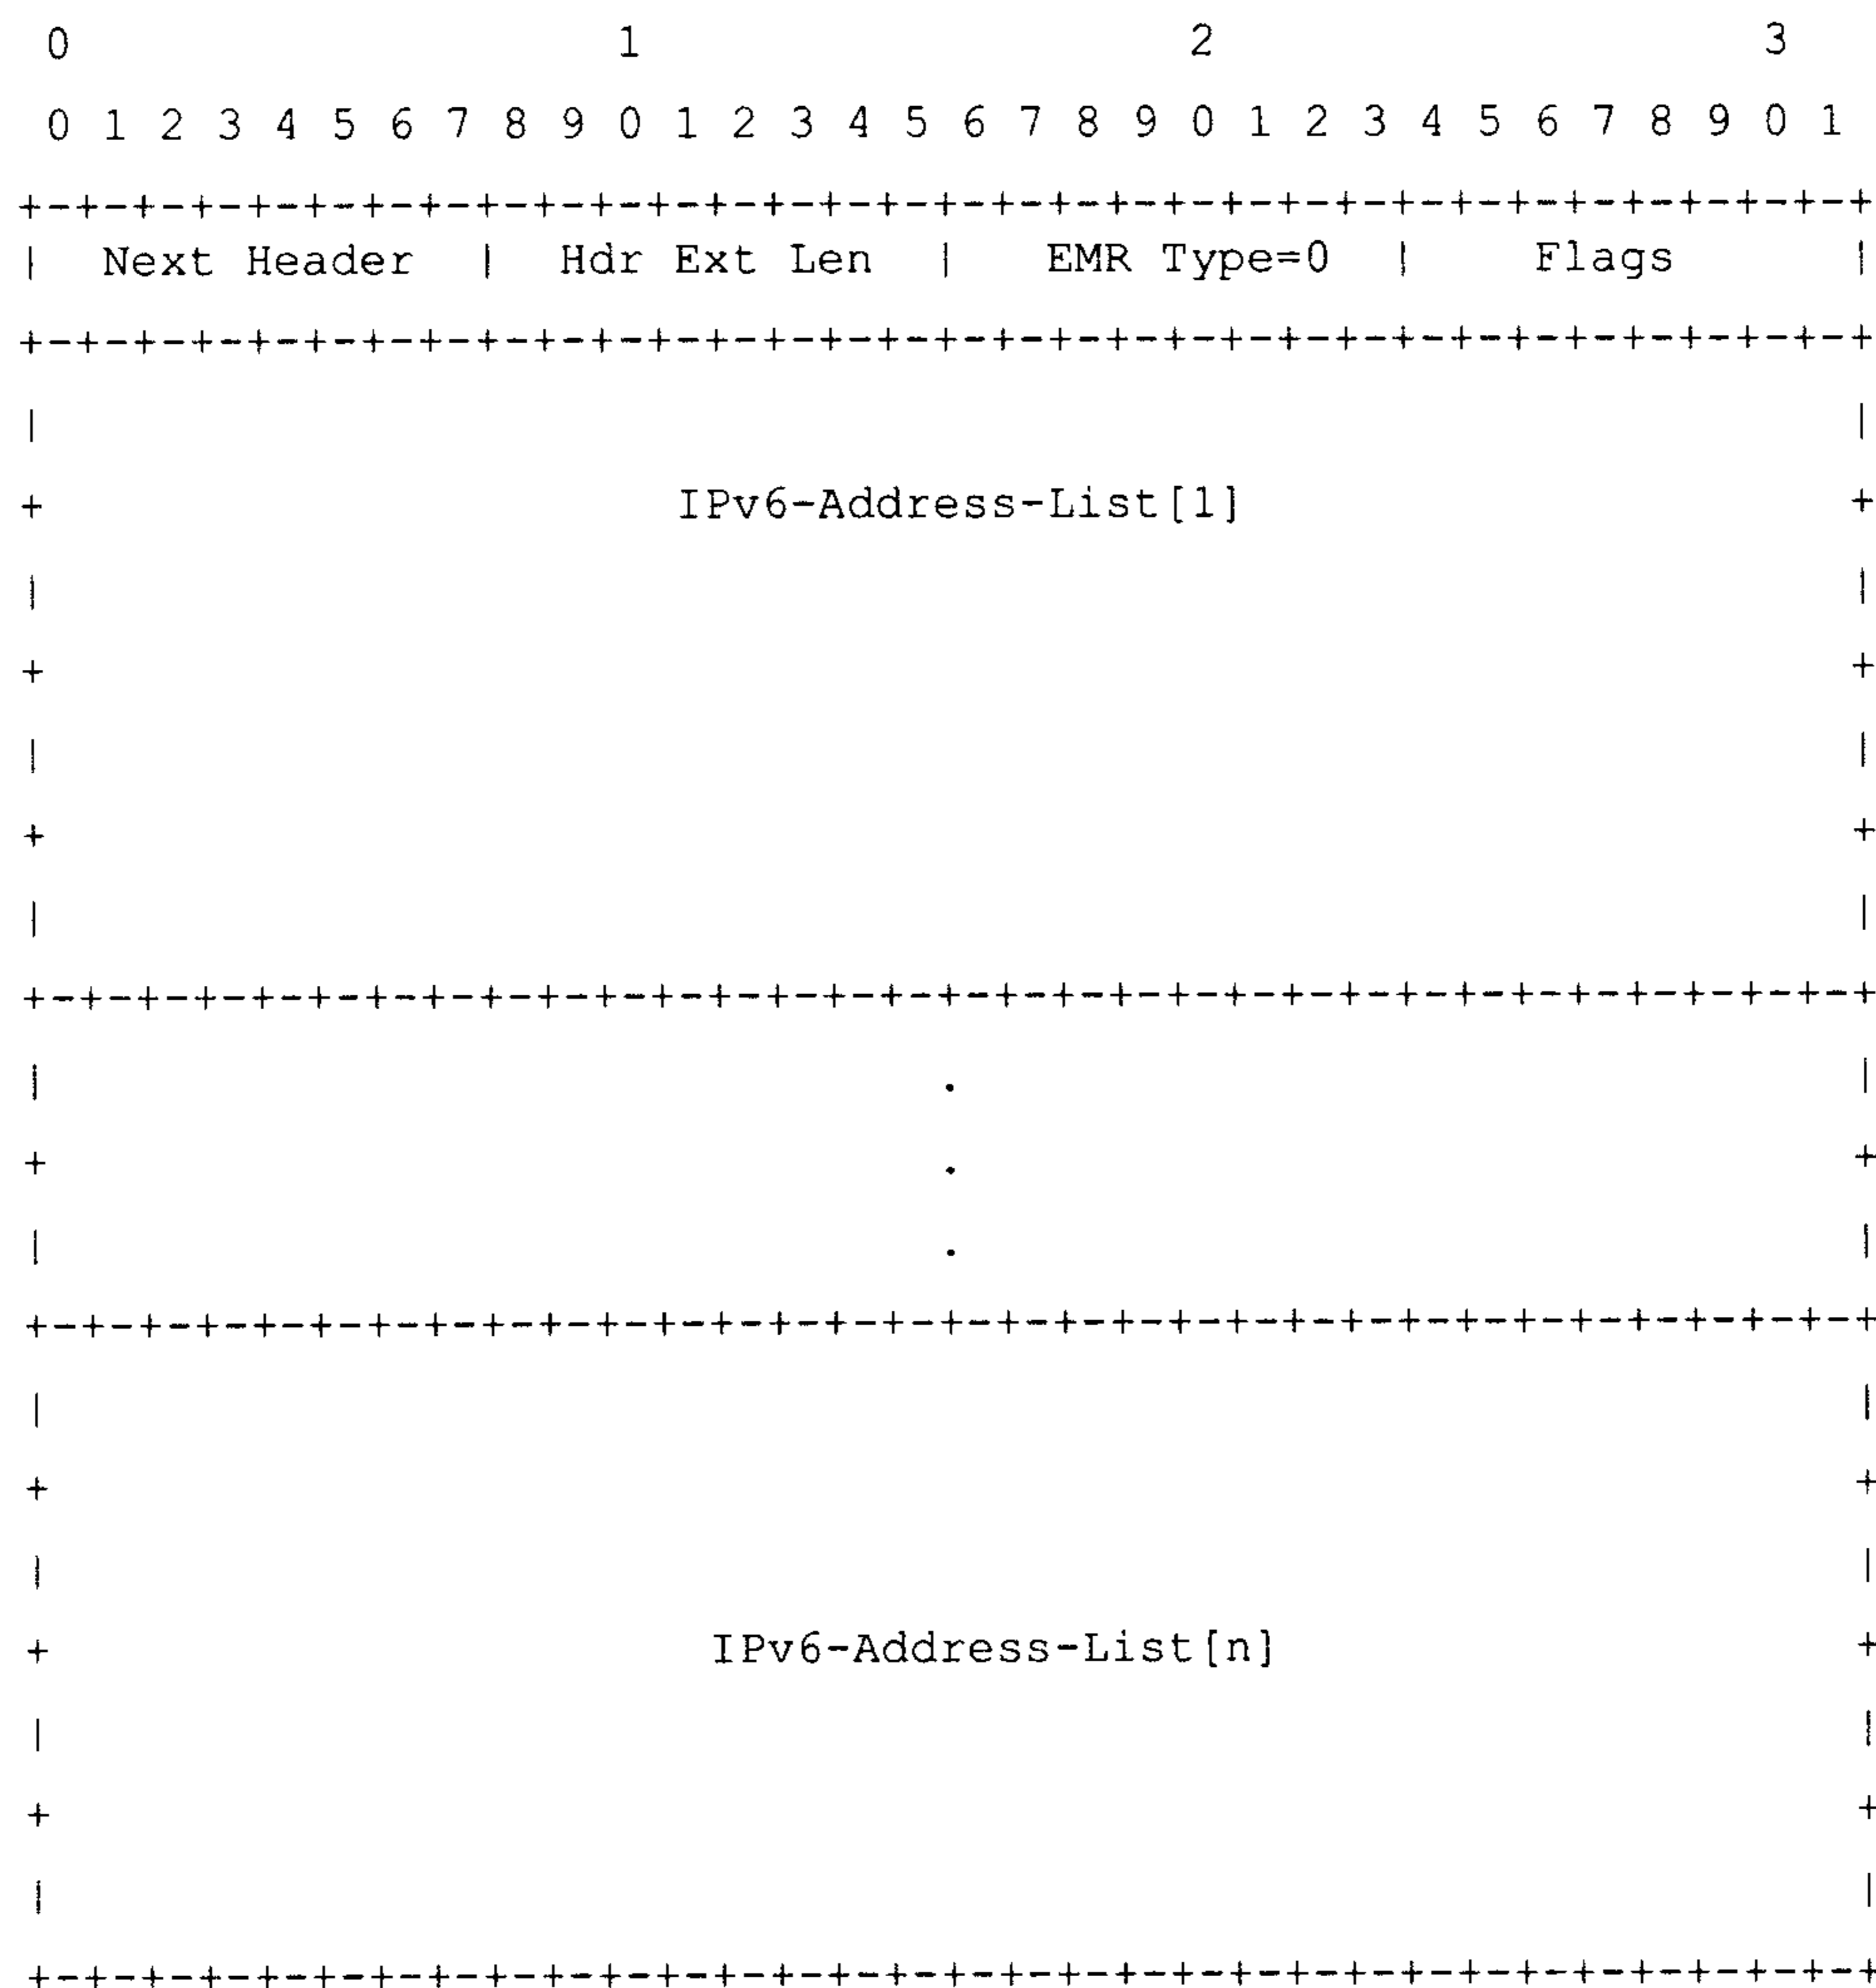 0 1 2 3
0 1 2 3 4 5 6 7 8 9 0 1 2 3 4 5 6 7 8 9 0 1 2 3 4 5 6 7 8 9 0 1
+-+-+-+-+-+-+-+-+-+-+-+-+-+-+-+-+-+-+-+-+-+-+-+-+-+-+-+-+-+-+-+-+
| Next Header | Hdr Ext Len | EMR Type=0 | Flags |
+-+-+-+-+-+-+-+-+-+-+-+-+-+-+-+-+-+-+-+-+-+-+-+-+-+-+-+-+-+-+-+-+
| |
+ IPv6-Address-List[1] +
| |
+ +
| |
+ +
| |
+-+-+-+-+-+-+-+-+-+-+-+-+-+-+-+-+-+-+-+-+-+-+-+-+-+-+-+-+-+-+-+-+
| . |
+ . +
| . |
+-+-+-+-+-+-+-+-+-+-+-+-+-+-+-+-+-+-+-+-+-+-+-+-+-+-+-+-+-+-+-+-+
| |
+ +
| |
+ IPv6-Address-List[n] +
| |
+ +
| |
+-+-+-+-+-+-+-+-+-+-+-+-+-+-+-+-+-+-+-+-+-+-+-+-+-+-+-+-+-+-+-+-+